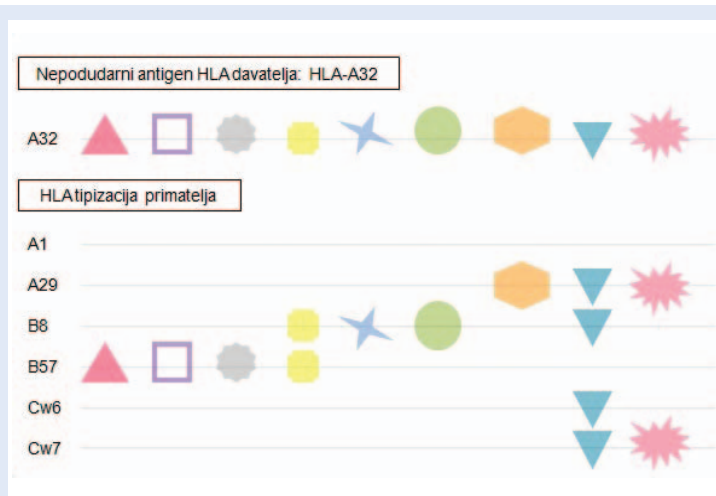 Nepodudarni antigen HLA davatelja: HLA-A32
A32
HLA tipizacija primatelja
A1
A29
B8
B57
Cw6
Cw7